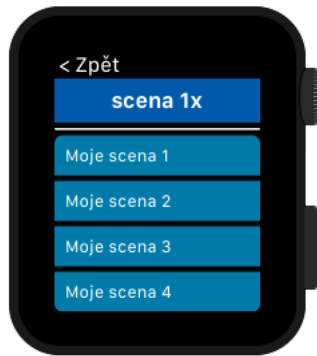 < Zpět
scena 1x
Moje scena 1
Moje scena 2
Moje scena 3
Moje scena 4